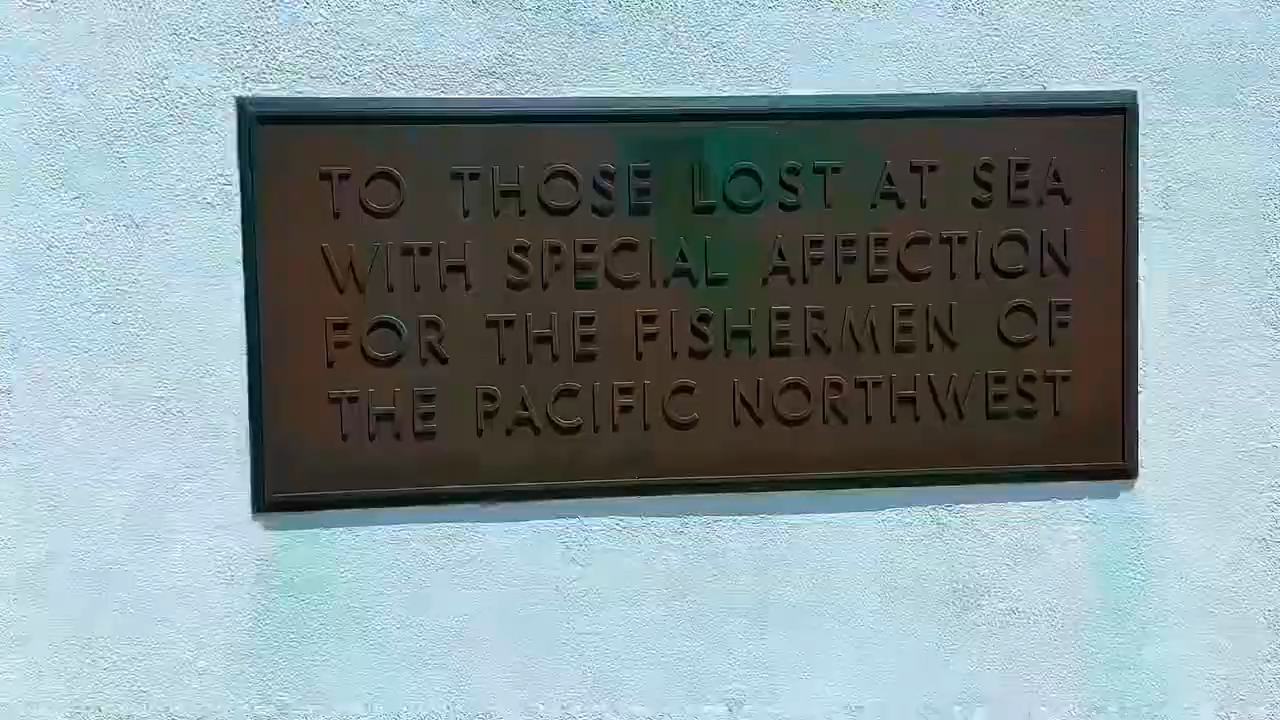 TO THOSE LOST AT SEA
WITH SPECIAL AFFECTION
FOR THE FISHERMEN OF
THE PACIFIC NORTHWEST